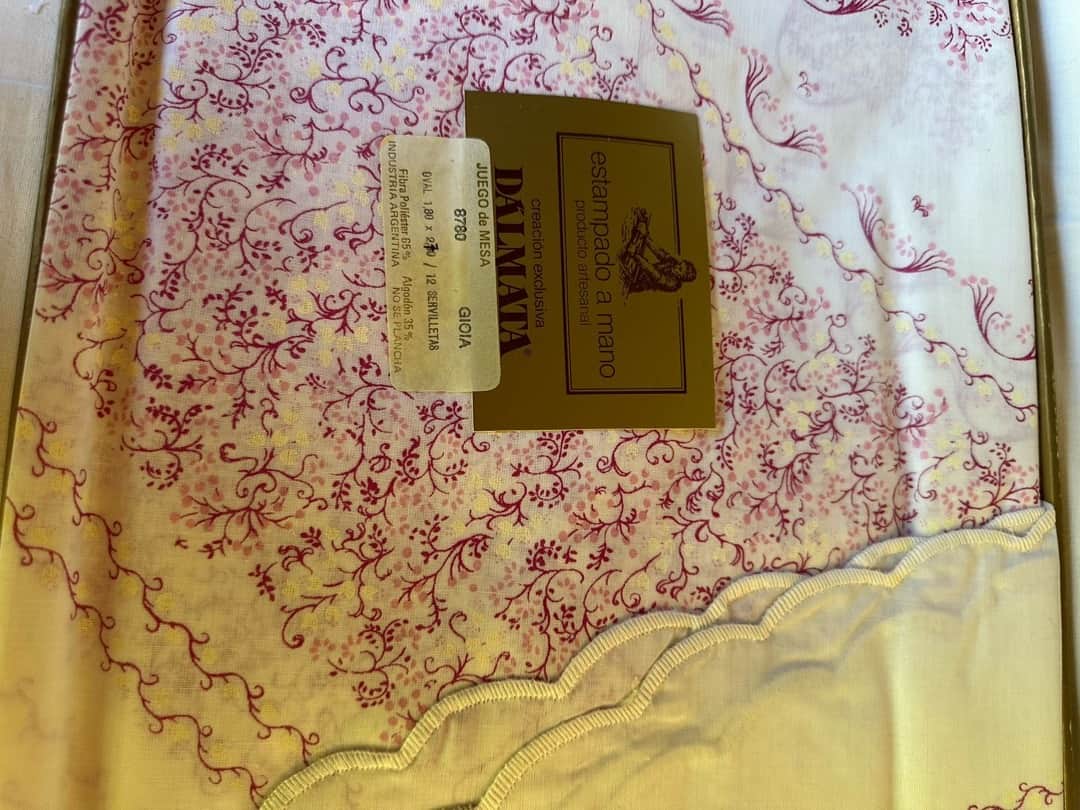 estampado a mano
producto artesanal
creación exclusiva
DALMATA®
JUEGO de MESA
8780 GIOIA
OVAL 1,80 x / 12 SERVILLETAS
Fibra Poliéster 65% Algodón 35%
INDUSTRIA ARGENTINA NO SE PLANCHA